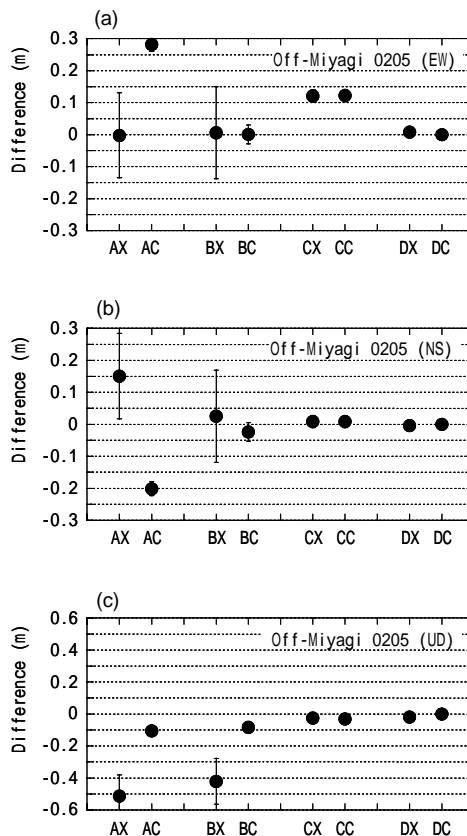 (a)
0.3
0.2
0.1
0
-0.1
-0.2
-0.3
Difference (m)
Off-Miyagi 0205 (EW)
AX AC BX BC CX CC DX DC
(b)
0.3
0.2
0.1
0
-0.1
-0.2
-0.3
Difference (m)
Off-Miyagi 0205 (NS)
AX AC BX BC CX CC DX DC
(c)
0.6
0.4
0.2
0
-0.2
-0.4
-0.6
Difference (m)
Off-Miyagi 0205 (UD)
AX AC BX BC CX CC DX DC